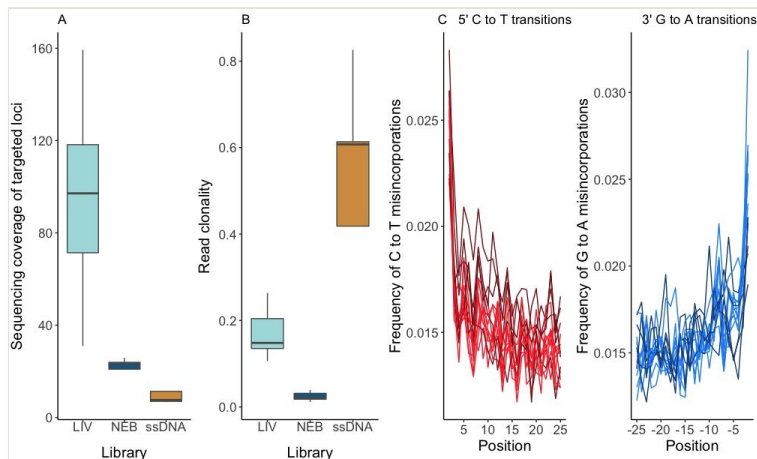 A
B
C 5' C to T transitions
3' G to A transitions
Sequencing coverage of targeted loci
160
120
80
40
0
LIV NEB ssDNA
Library
Read clonality
0.8
0.6
0.4
0.2
0.0
LIV NEB ssDNA
Library
Frequency of C to T misincorporations
0.025
0.020
0.015
5 10 15 20 25
Position
Frequency of G to A misincorporations
0.030
0.025
0.020
0.015
-25 -20 -15 -10 -5
Position